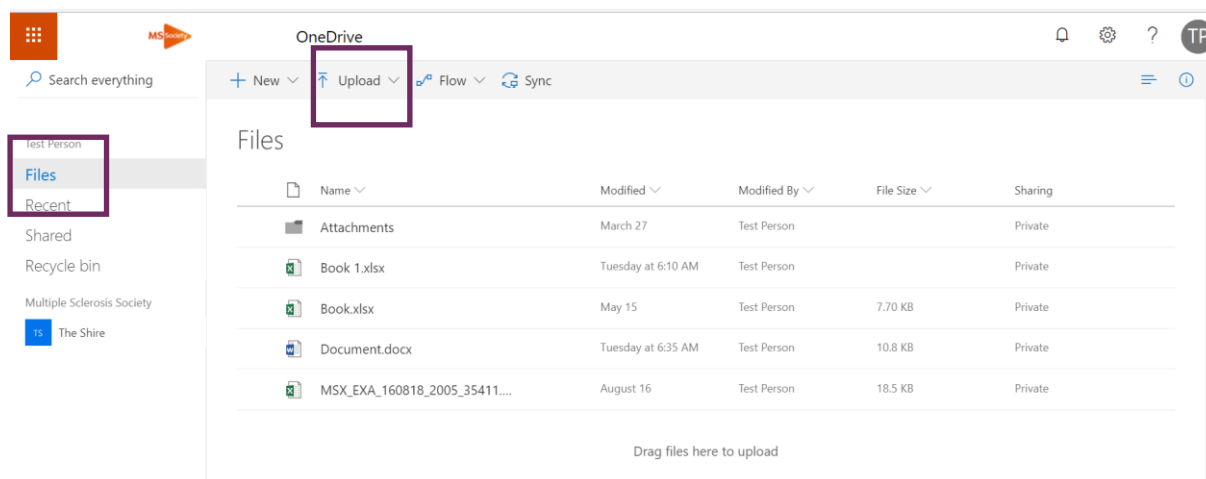 MS Society
OneDrive
?
TP
Search everything
New
Upload
Flow
Sync
Test Person
Files
Recent
Shared
Recycle bin
Multiple Sclerosis Society
TS The Shire
Files
Name Modified Modified By File Size Sharing
Attachments March 27 Test Person Private
Book 1.xlsx Tuesday at 6:10 AM Test Person Private
Book.xlsx May 15 Test Person 7.70 KB Private
Document.docx Tuesday at 6:35 AM Test Person 10.8 KB Private
MSX_EXA_160818_2005_35411.... August 16 Test Person 18.5 KB Private
Drag files here to upload